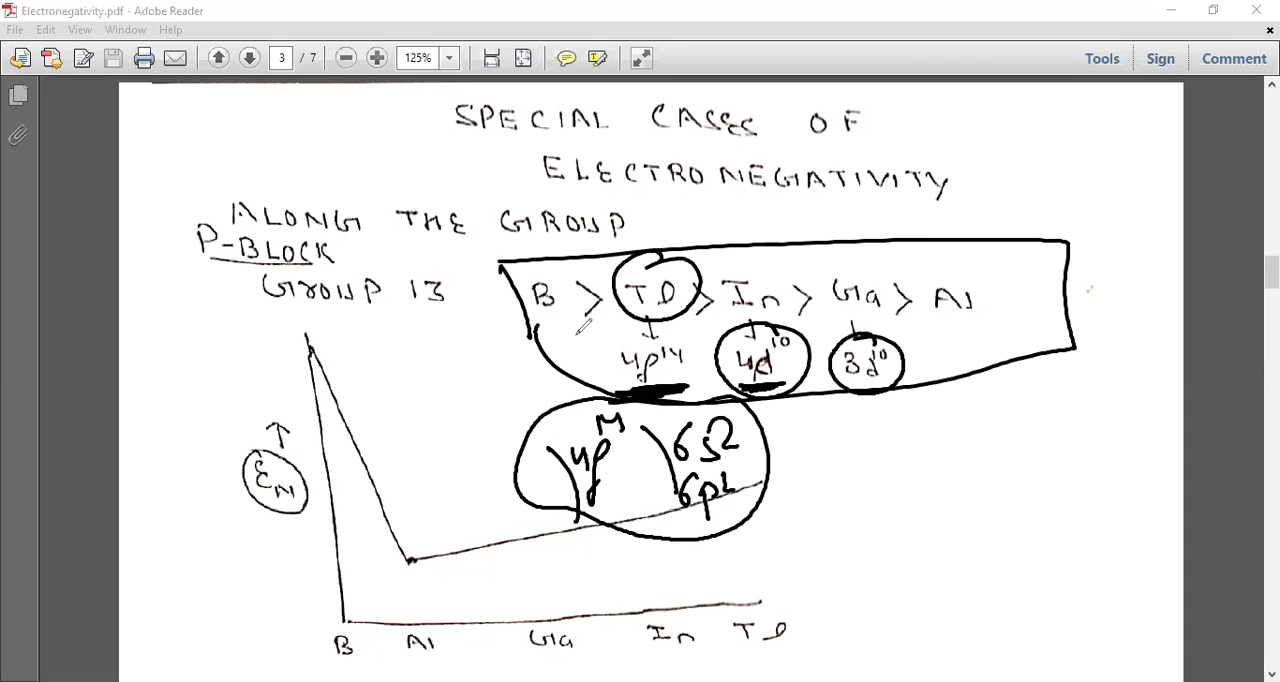 Electronegativity.pdf - Adobe Reader
File Edit View Window Help
3 / 7 125% Tools Sign Comment
SPECIAL CASES OF
ELECTRONEGATIVITY
ALONG THE GROUP
P-BLOCK
GROUP 13
B > Tl > In > Ga > Al
4f14 4d10 3d10
4f14 6s2
6p1
EN
B Al Ga In Tl